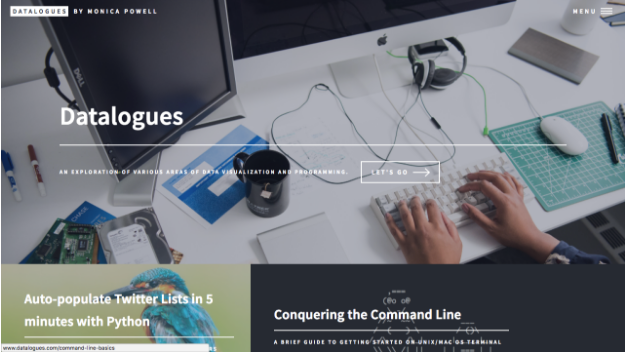 DATALOGUES BY MONICA POWELL
MENU
DELL
Datalogues
AN EXPLORATION OF VARIOUS AREAS OF DATA VISUALIZATION AND PROGRAMMING.
LET'S GO
Auto-populate Twitter Lists in 5
minutes with Python
Conquering the Command Line
A BRIEF GUIDE TO GETTING STARTED ON UNIX/MAC OS TERMINAL
www.datalogues.com/command-line-basics